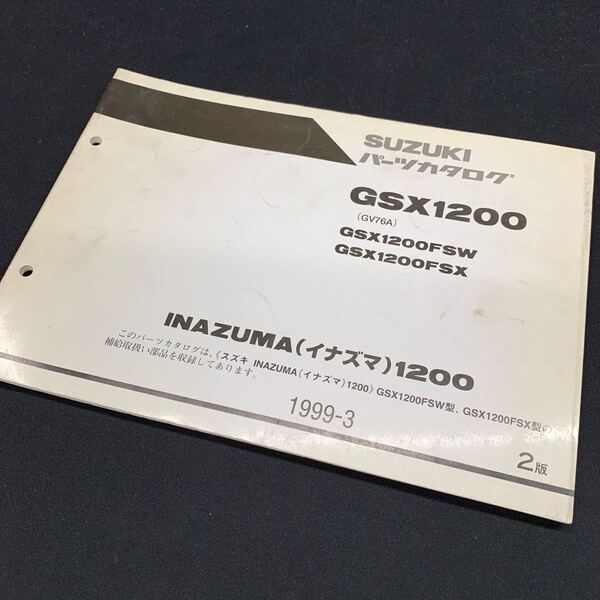 SUZUKI
パーツカタログ
GSX1200
(GV76A)
GSX1200FSW
GSX1200FSX
INAZUMA(イナズマ)1200
このパーツカタログは、《スズキ INAZUMA(イナズマ)1200》GSX1200FSW型、GSX1200FSX型の
補給取扱い部品を収録してあります。
1999-3
2版